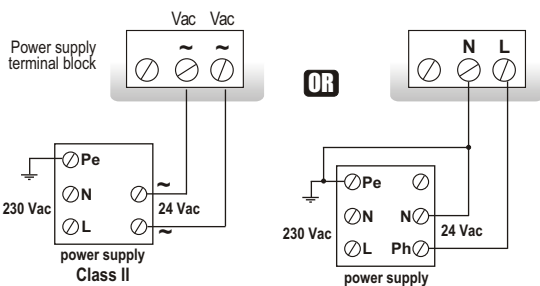 Vac Vac
Power supply
terminal block
~ ~
N L
OR
Pe
N
L
230 Vac
~
24 Vac
~
power supply
Class II
Pe
N N
L Ph
230 Vac
24 Vac
power supply